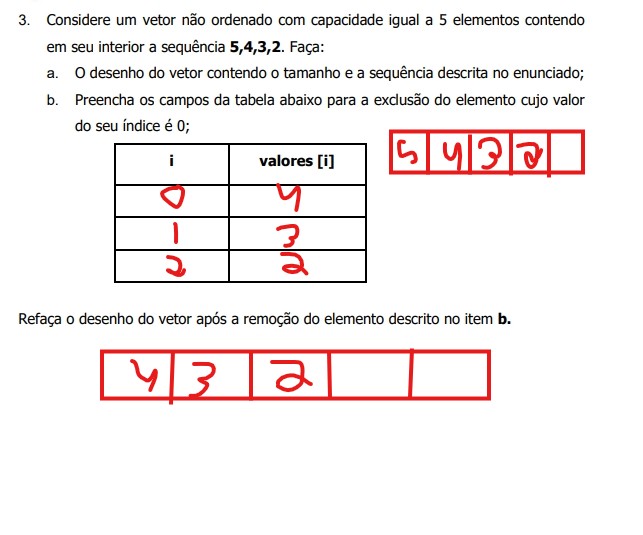 3. Considere um vetor não ordenado com capacidade igual a 5 elementos contendo
em seu interior a sequência 5,4,3,2. Faça:
a. O desenho do vetor contendo o tamanho e a sequência descrita no enunciado;
b. Preencha os campos da tabela abaixo para a exclusão do elemento cujo valor
do seu índice é 0;
5 4 3 2
i valores [i]
0 4
1 3
2 2
Refaça o desenho do vetor após a remoção do elemento descrito no item b.
4 3 2